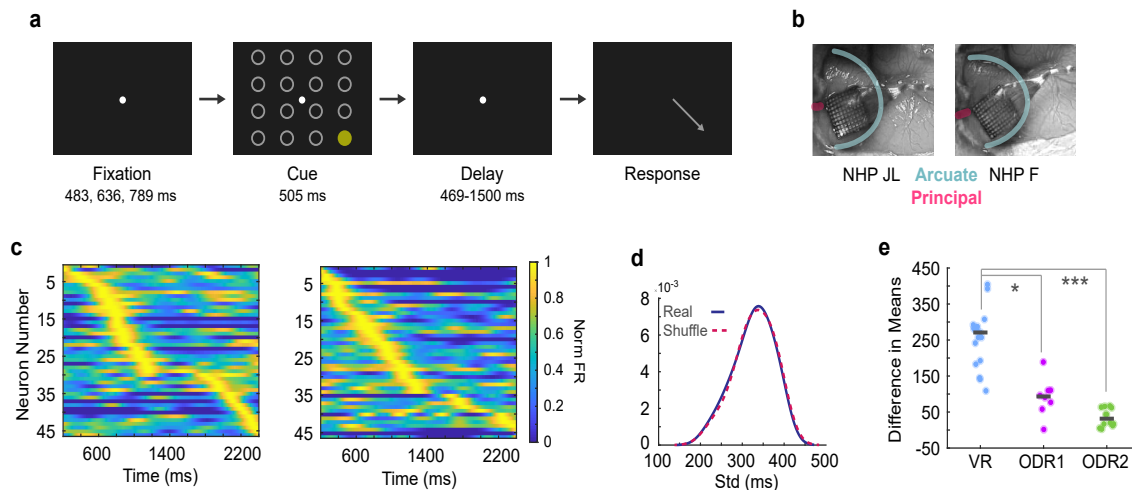 a
Fixation
483, 636, 789 ms
Cue
505 ms
Delay
469-1500 ms
Response
b
NHP JL Arcuate NHP F
Principal
c
Neuron Number
5
15
25
35
45
600 1400 2200
Time (ms)
5
15
25
35
45
600 1400 2200
Time (ms)
1
0.8
0.6
0.4
0.2
0
Norm FR
d
×10⁻³
8
6
4
2
0
Real
Shuffle
100 200 300 400 500
Std (ms)
e
Difference in Means
450
350
250
150
50
-50
*
***
VR ODR1 ODR2